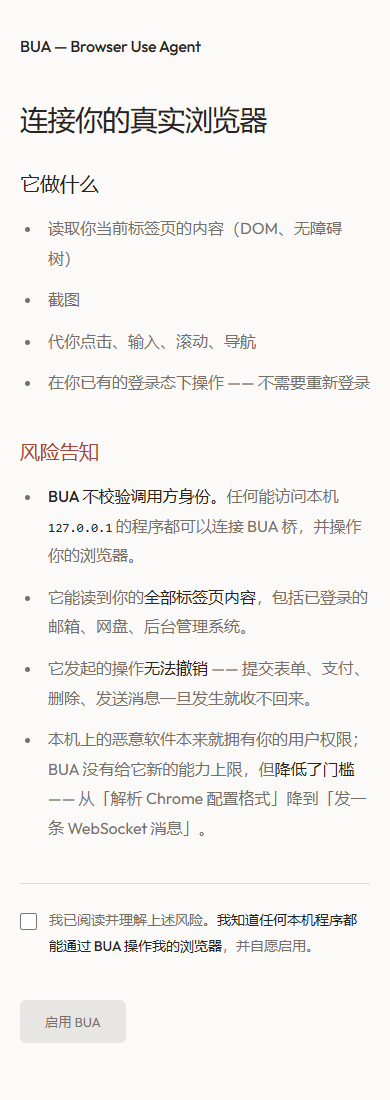 BUA — Browser Use Agent
连接你的真实浏览器
它做什么
读取你当前标签页的内容（DOM、无障碍
树）
截图
代你点击、输入、滚动、导航
在你已有的登录态下操作 —— 不需要重新登录
风险告知
BUA 不校验调用方身份。任何能访问本机
127.0.0.1 的程序都可以连接 BUA 桥，并操作
你的浏览器。
它能读到你的全部标签页内容，包括已登录的
邮箱、网盘、后台管理系统。
它发起的操作无法撤销 —— 提交表单、支付、
删除、发送消息一旦发生就收不回来。
本机上的恶意软件本来就拥有你的用户权限；
BUA 没有给它新的能力上限，但降低了门槛
—— 从「解析 Chrome 配置格式」降到「发一
条 WebSocket 消息」。
我已阅读并理解上述风险。我知道任何本机程序都
能通过 BUA 操作我的浏览器，并自愿启用。
启用 BUA